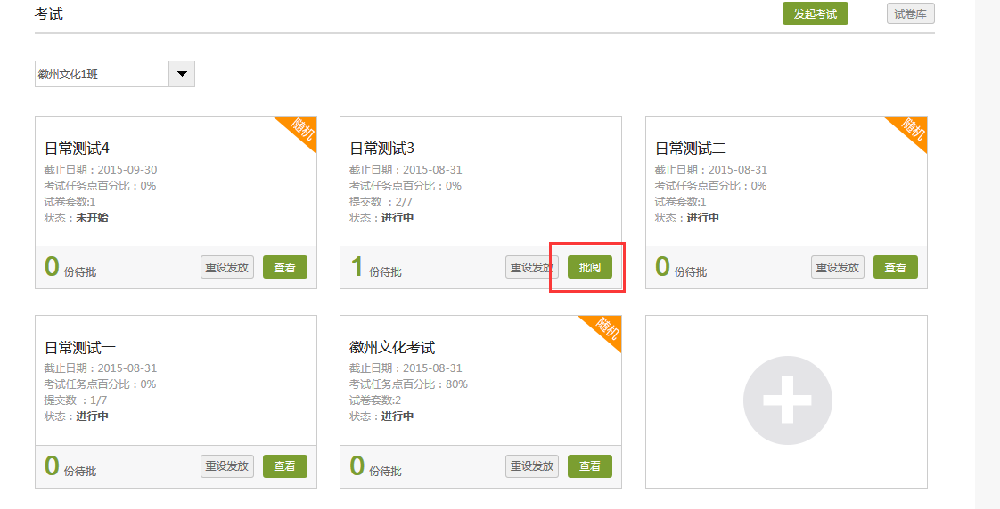 考试
发起考试
试卷库
徽州文化1班
随机
日常测试4
截止日期：2015-09-30
考试任务点百分比：0%
试卷套数:1
状态：未开始
0 份待批
重设发放
查看
日常测试3
截止日期：2015-08-31
考试任务点百分比：0%
提交数 ：2/7
状态：进行中
1 份待批
重设发放
批阅
随机
日常测试二
截止日期：2015-08-31
考试任务点百分比：0%
试卷套数:1
状态：进行中
0 份待批
重设发放
查看
日常测试一
截止日期：2015-08-31
考试任务点百分比：0%
提交数 ：1/7
状态：进行中
0 份待批
重设发放
查看
随机
徽州文化考试
截止日期：2015-08-31
考试任务点百分比：80%
试卷套数:2
状态：进行中
0 份待批
重设发放
查看